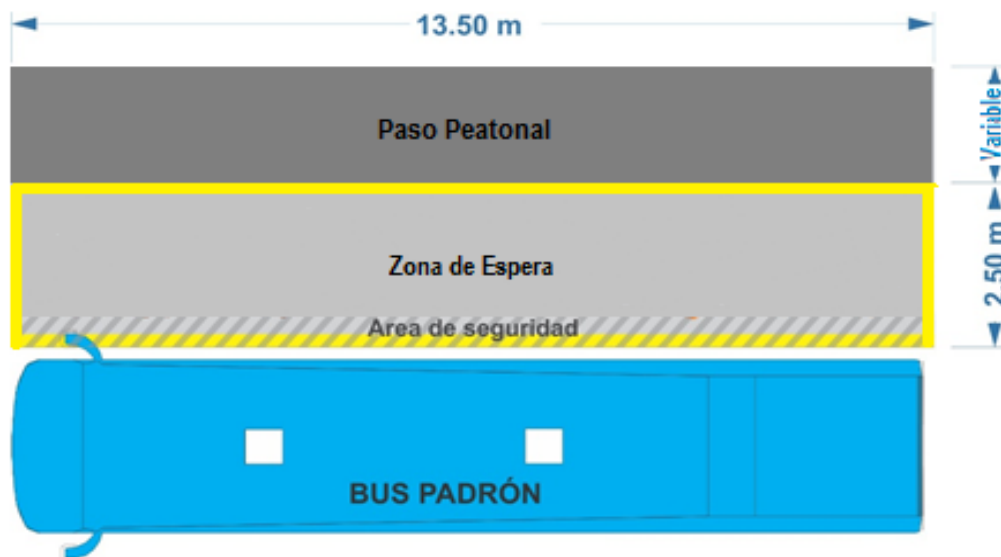 13.50 m
Paso Peatonal
Variable
Zona de Espera
2.50 m
Area de seguridad
BUS PADRÓN